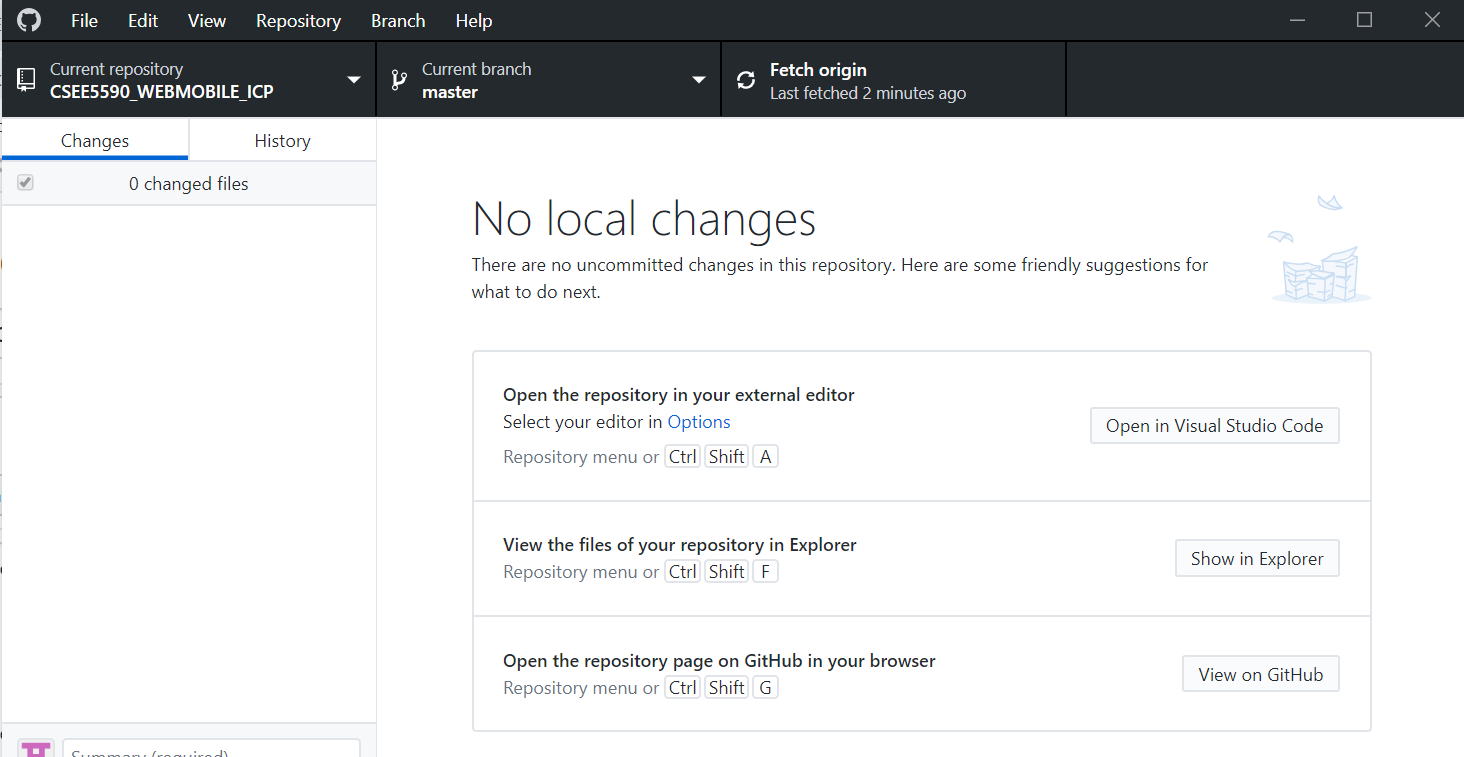 File Edit View Repository Branch Help
Current repository
CSEE5590_WEBMOBILE_ICP
Current branch
master
Fetch origin
Last fetched 2 minutes ago
Changes
History
0 changed files
No local changes
There are no uncommitted changes in this repository. Here are some friendly suggestions for
what to do next.
Open the repository in your external editor
Select your editor in Options
Repository menu or Ctrl Shift A
Open in Visual Studio Code
View the files of your repository in Explorer
Repository menu or Ctrl Shift F
Show in Explorer
Open the repository page on GitHub in your browser
Repository menu or Ctrl Shift G
View on GitHub
Summary (required)